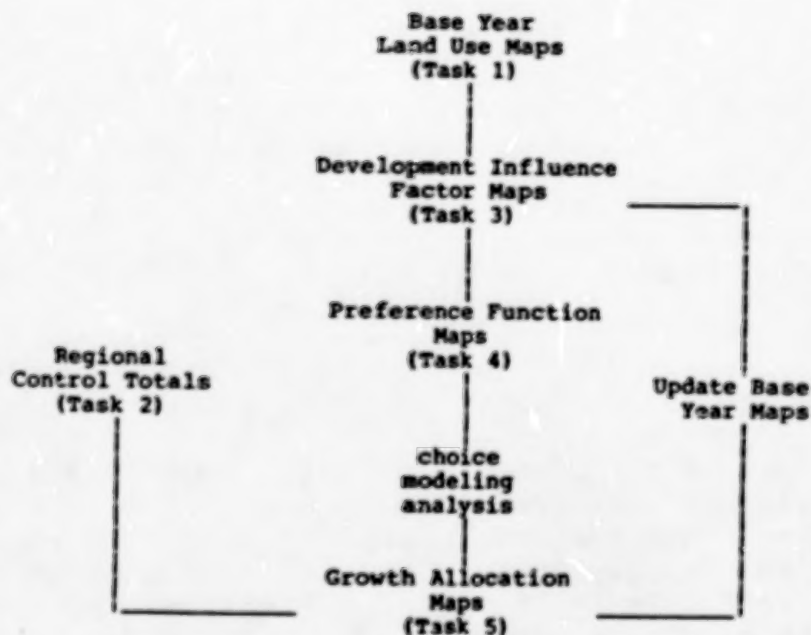 Base Year
Land Use Maps
(Task 1)
Development Influence
Factor Maps
(Task 3)
Preference Function
Maps
(Task 4)
Regional
Control Totals
(Task 2)
Update Base
Year Maps
choice
modeling
analysis
Growth Allocation
Maps
(Task 5)